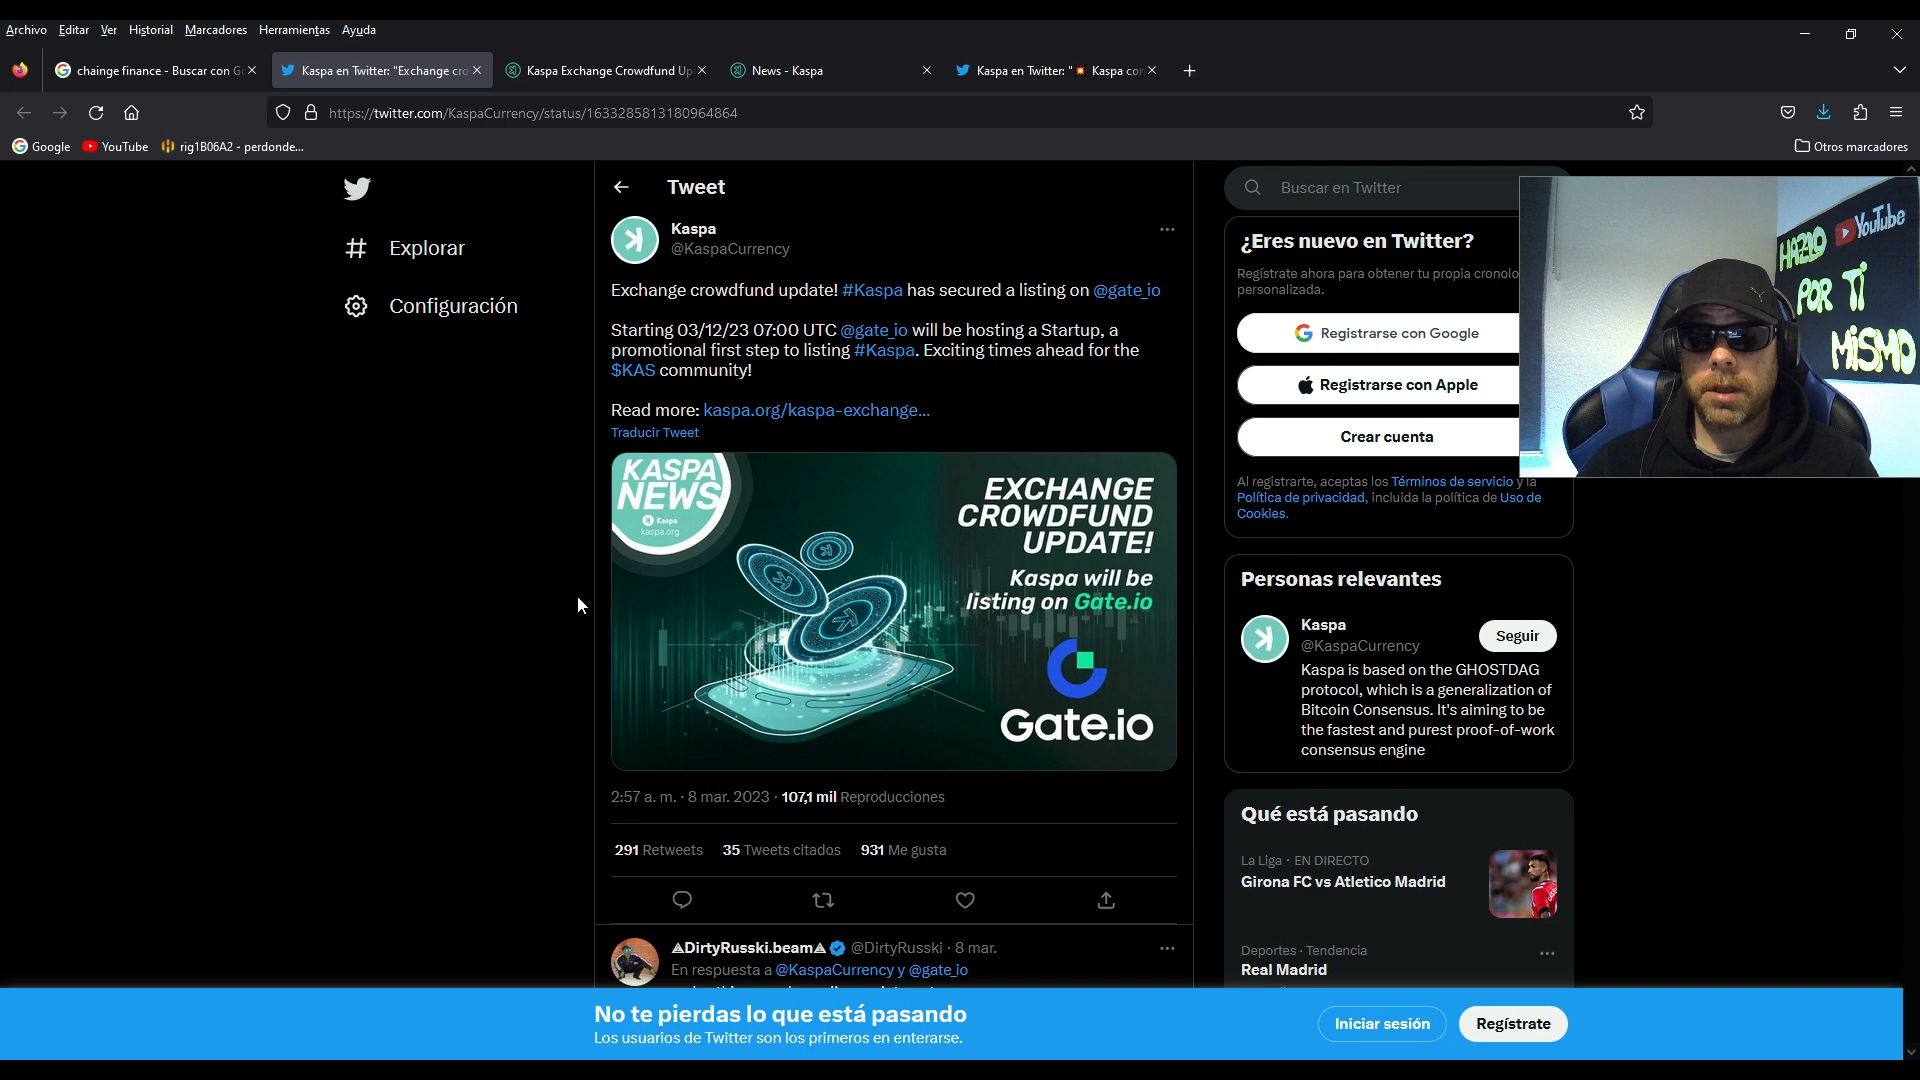 Archivo Editar Ver Historial Marcadores Herramientas Ayuda
chainge finance - Buscar con G
Kaspa en Twitter: "Exchange cro
Kaspa Exchange Crowdfund Up
News - Kaspa
Kaspa en Twitter: "💥 Kaspa con
https://twitter.com/KaspaCurrency/status/1633285813180964864
Google YouTube rig1B06A2 - perdonde... Otros marcadores
Explorar
Configuración
Tweet
Kaspa
@KaspaCurrency
Exchange crowdfund update! #Kaspa has secured a listing on @gate_io
Starting 03/12/23 07:00 UTC @gate_io will be hosting a Startup, a
promotional first step to listing #Kaspa. Exciting times ahead for the
$KAS community!
Read more: kaspa.org/kaspa-exchange...
Traducir Tweet
KASPA
NEWS
Kaspa
kaspa.org
EXCHANGE
CROWDFUND
UPDATE!
Kaspa will be
listing on Gate.io
Gate.io
2:57 a. m. · 8 mar. 2023 · 107,1 mil Reproducciones
291 Retweets 35 Tweets citados 931 Me gusta
⟁DirtyRusski.beam⟁ @DirtyRusski · 8 mar.
En respuesta a @KaspaCurrency y @gate_io
Buscar en Twitter
¿Eres nuevo en Twitter?
Regístrate ahora para obtener tu propia cronolo
personalizada.
Registrarse con Google
Registrarse con Apple
Crear cuenta
Al registrarte, aceptas los Términos de servicio y la
Política de privacidad, incluida la política de Uso de
Cookies.
YouTube
HAZLO
POR TI
MISMO
Personas relevantes
Kaspa
@KaspaCurrency
Seguir
Kaspa is based on the GHOSTDAG
protocol, which is a generalization of
Bitcoin Consensus. It's aiming to be
the fastest and purest proof-of-work
consensus engine
Qué está pasando
La Liga · EN DIRECTO
Girona FC vs Atletico Madrid
Deportes · Tendencia
Real Madrid
No te pierdas lo que está pasando
Los usuarios de Twitter son los primeros en enterarse.
Iniciar sesión
Regístrate